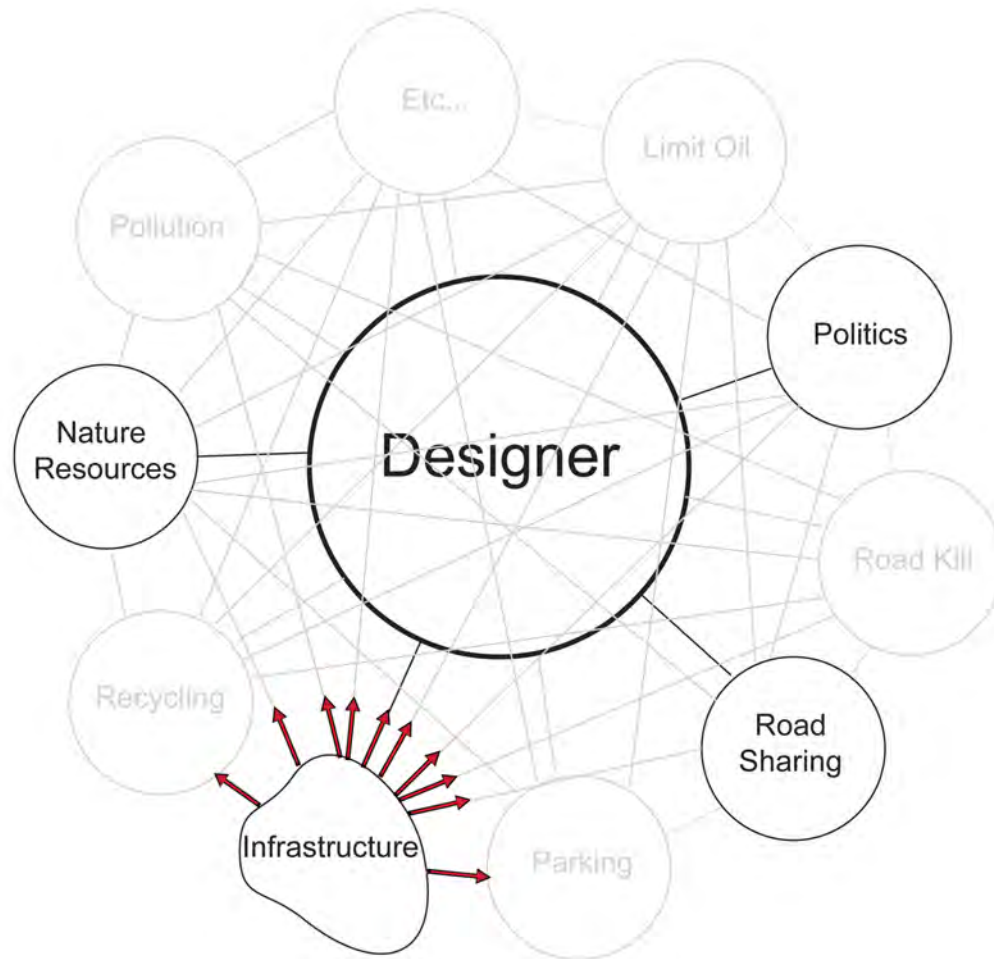 Etc...
Limit Oil
Pollution
Politics
Nature
Resources
Designer
Road Kill
Recycling
Road
Sharing
Infrastructure
Parking